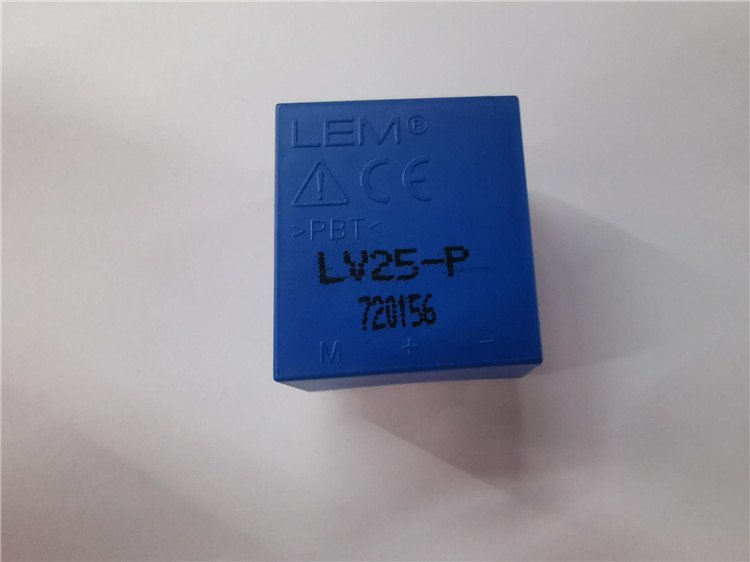 LEM®
CE
>PBT<
LV25-P
720156
M + -